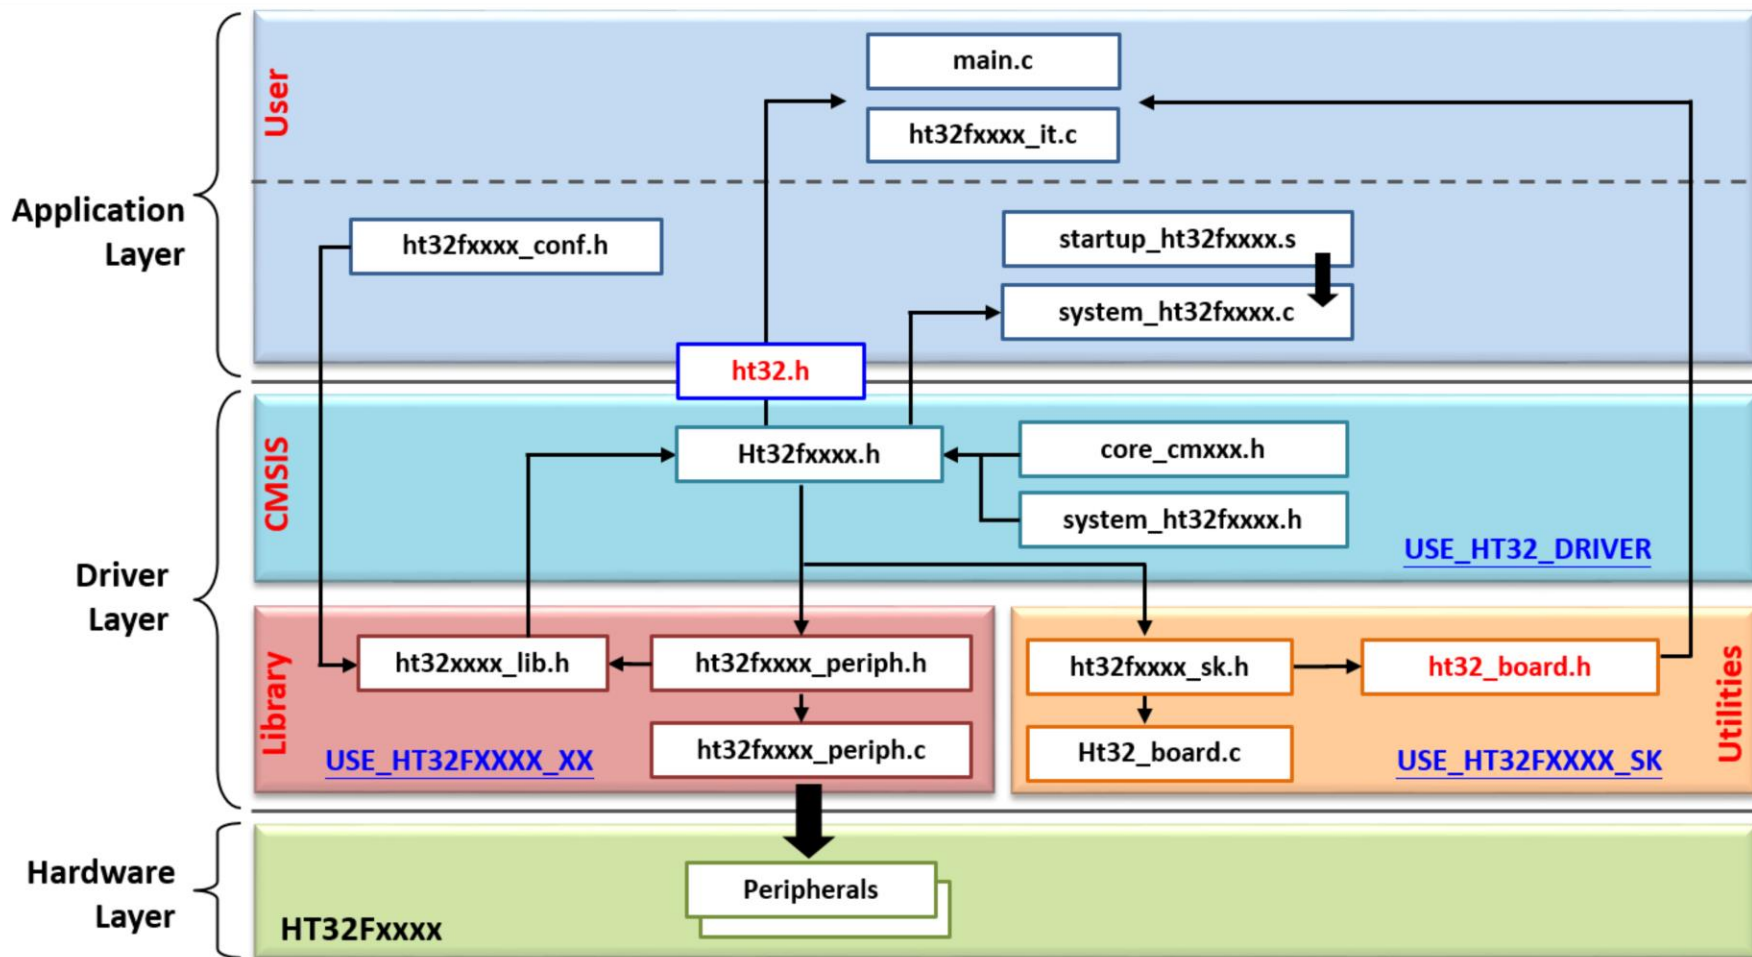 User
main.c
ht32fxxxx_it.c
Application
Layer
ht32fxxxx_conf.h
startup_ht32fxxxx.s
system_ht32fxxxx.c
ht32.h
CMSIS
Ht32fxxxx.h
core_cmxxx.h
system_ht32fxxxx.h
USE_HT32_DRIVER
Driver
Layer
Library
ht32xxxx_lib.h
ht32fxxxx_periph.h
ht32fxxxx_periph.c
USE_HT32FXXXX_XX
ht32fxxxx_sk.h
ht32_board.h
Ht32_board.c
USE_HT32FXXXX_SK
Utilities
Hardware
Layer
Peripherals
HT32Fxxxx